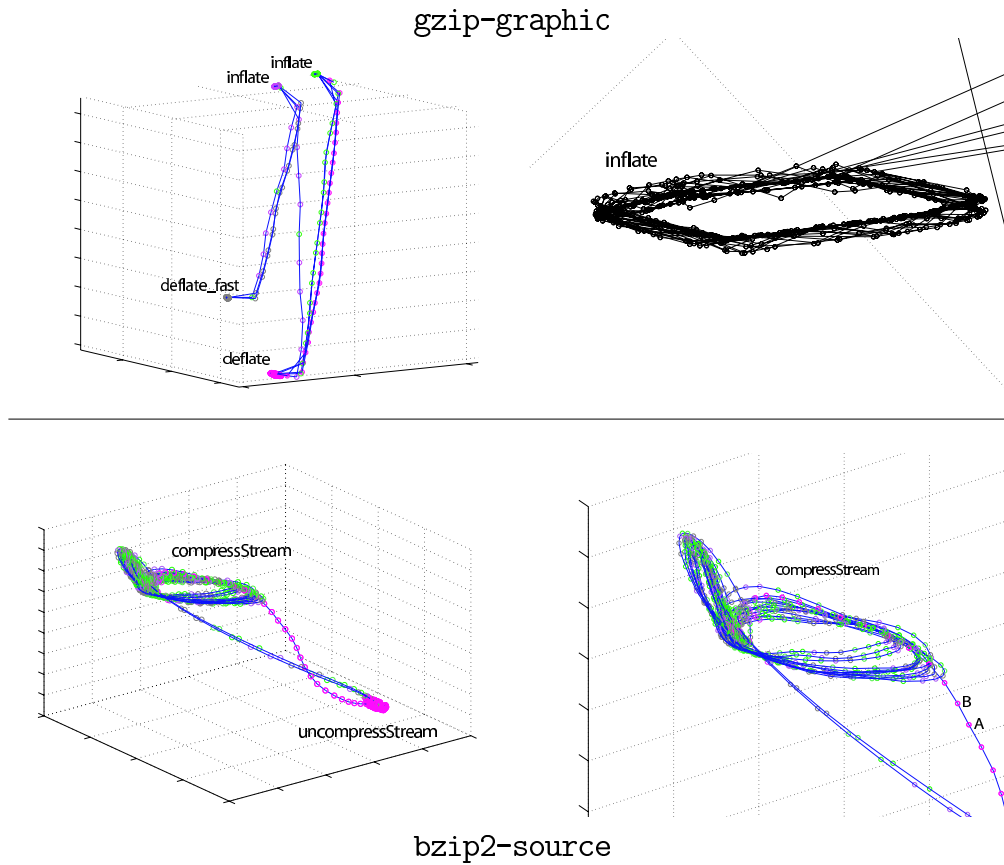 gzip-graphic
inflate
inflate
inflate
deflate_fast
deflate
compressStream
compressStream
B
A
uncompressStream
bzip2-source